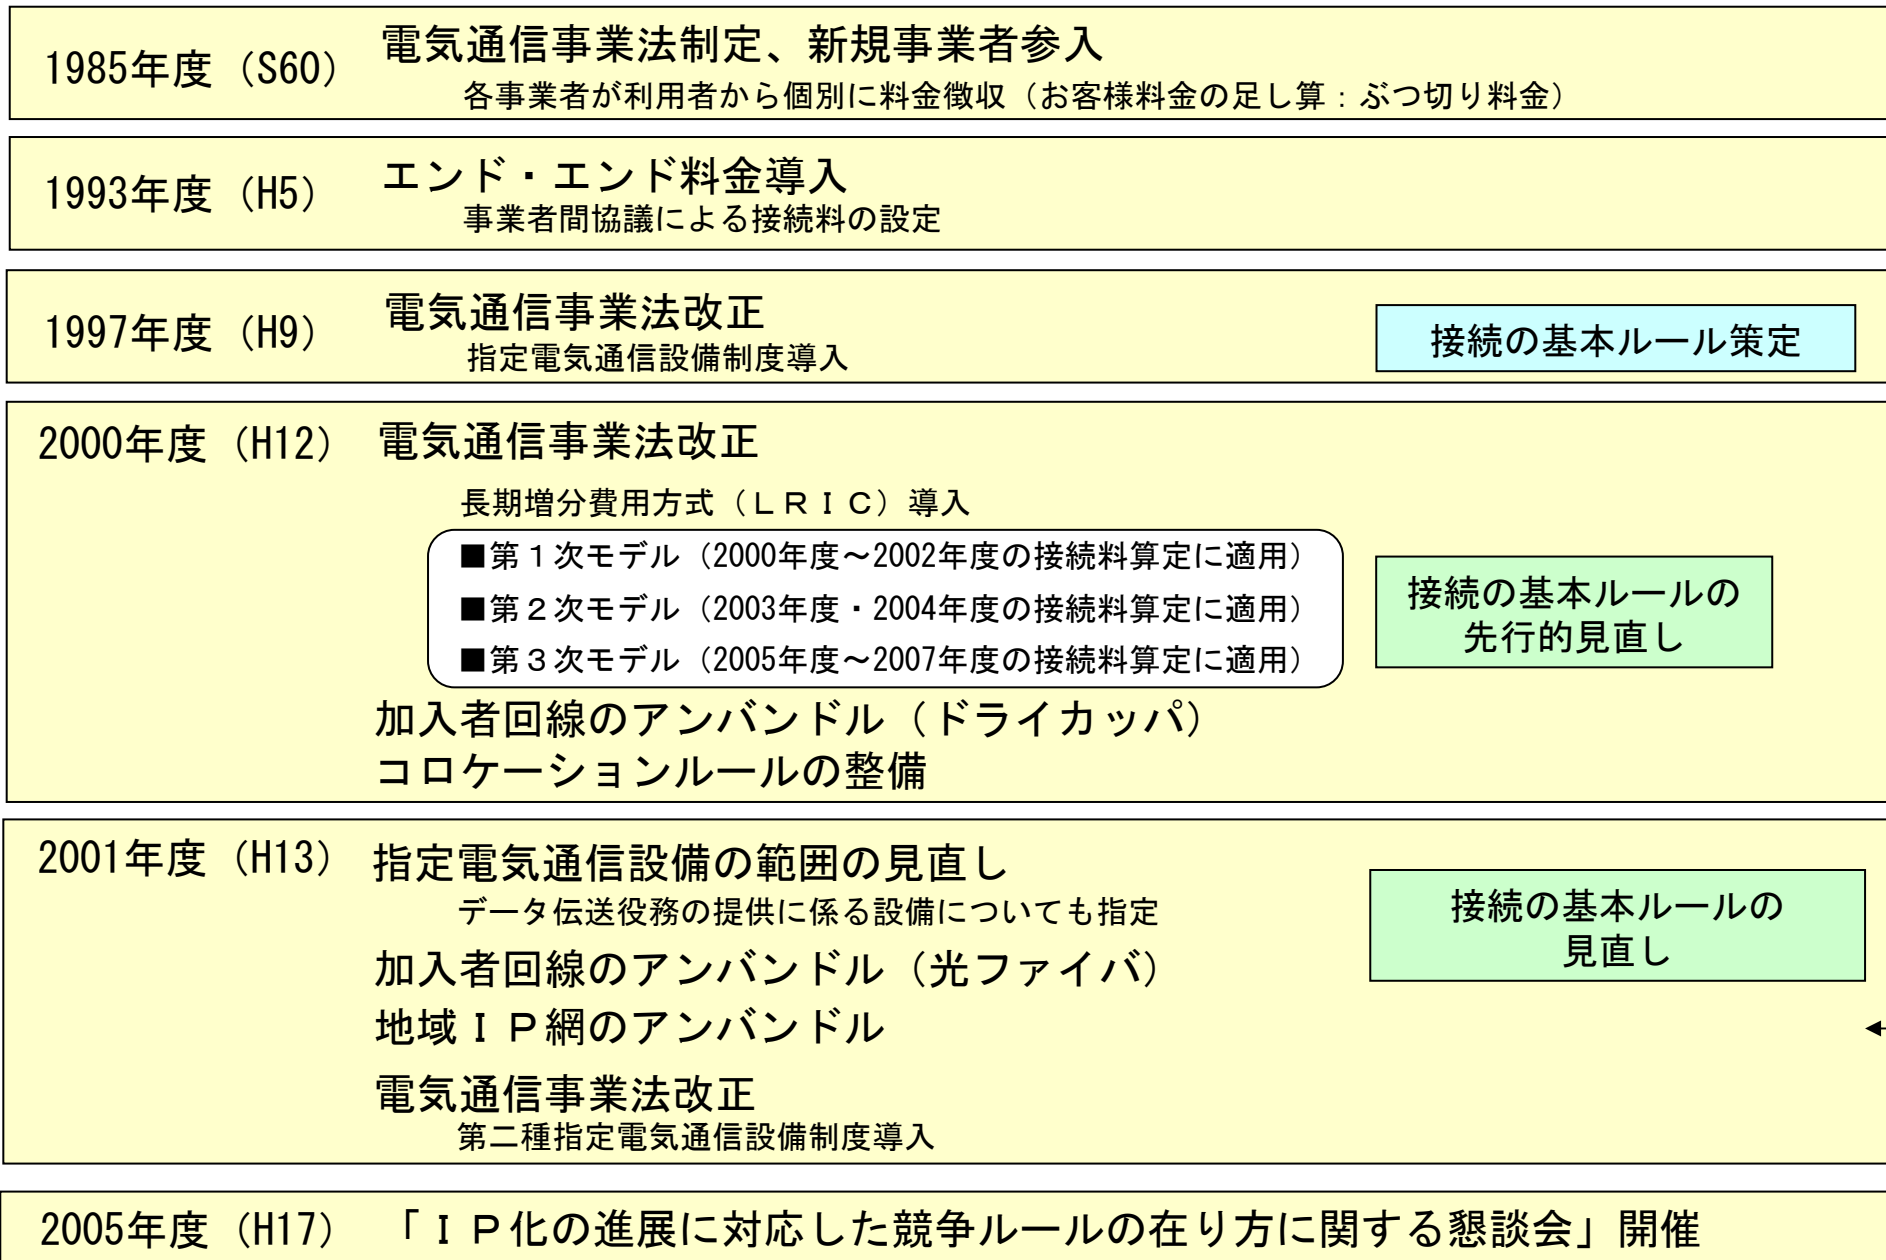 1985年度（S60） 電気通信事業法制定、新規事業者参入
各事業者が利用者から個別に料金徴収（お客様料金の足し算：ぶつ切り料金）
1993年度（H5） エンド・エンド料金導入
事業者間協議による接続料の設定
1997年度（H9） 電気通信事業法改正
指定電気通信設備制度導入
接続の基本ルール策定
2000年度（H12） 電気通信事業法改正
長期増分費用方式（ＬＲＩＣ）導入
■第１次モデル（2000年度～2002年度の接続料算定に適用）
■第２次モデル（2003年度・2004年度の接続料算定に適用）
■第３次モデル（2005年度～2007年度の接続料算定に適用）
接続の基本ルールの
先行的見直し
加入者回線のアンバンドル（ドライカッパ）
コロケーションルールの整備
2001年度（H13） 指定電気通信設備の範囲の見直し
データ伝送役務の提供に係る設備についても指定
接続の基本ルールの
見直し
加入者回線のアンバンドル（光ファイバ）
地域ＩＰ網のアンバンドル
電気通信事業法改正
第二種指定電気通信設備制度導入
2005年度（H17） 「ＩＰ化の進展に対応した競争ルールの在り方に関する懇談会」開催